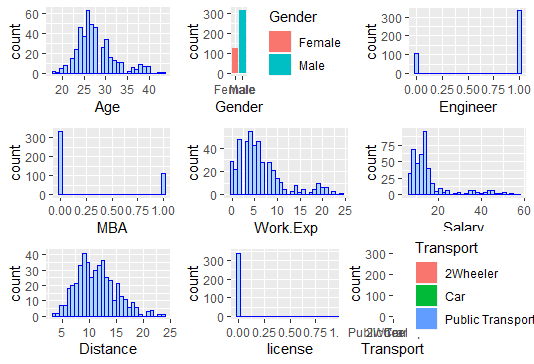 count
60
40
20
0
20 30 40
Age
count
300
200
100
0
Male
Gender
Gender
Female
Male
count
300
200
100
0
0.00 0.25 0.50 0.75 1.00
Engineer
count
300
200
100
0
0.00 0.25 0.50 0.75 1.00
MBA
count
40
20
0
0 5 10 15 20 25
Work.Exp
count
75
50
25
0
20 40 60
Salary
count
40
30
20
10
0
5 10 15 20 25
Distance
count
300
200
100
0
0.00 0.25 0.50 0.75 1.
license
count
300
200
100
0
Transport
Transport
2Wheeler
Car
Public Transport